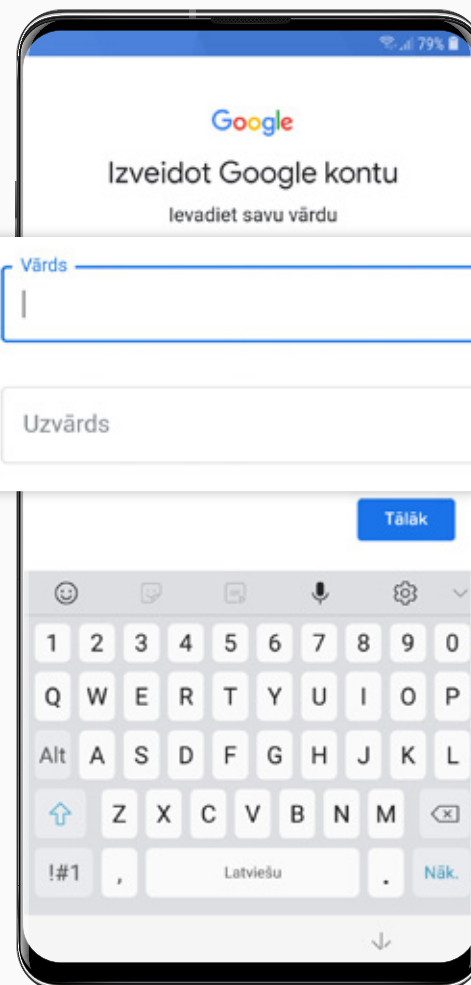 79%
Google
Izveidot Google kontu
Ievadiet savu vārdu
Vārds
Uzvārds
Tālāk
1 2 3 4 5 6 7 8 9 0
Q W E R T Y U I O P
Alt A S D F G H J K L
Z X C V B N M
!#1 , Latviešu . Nāk.